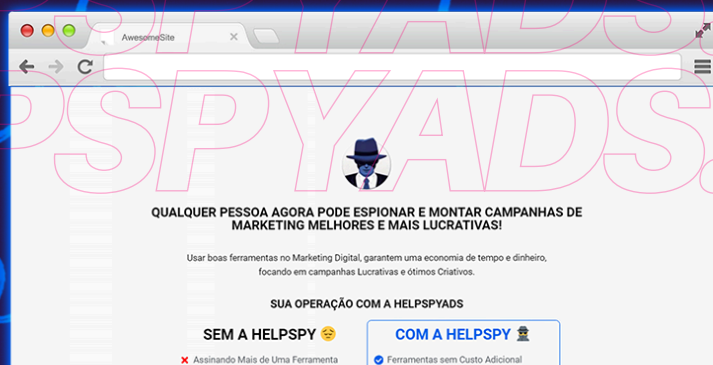 AwesomeSite
PSPYADS.
QUALQUER PESSOA AGORA PODE ESPIONAR E MONTAR CAMPANHAS DE
MARKETING MELHORES E MAIS LUCRATIVAS!
Usar boas ferramentas no Marketing Digital, garantem uma economia de tempo e dinheiro,
focando em campanhas Lucrativas e ótimos Criativos.
SUA OPERAÇÃO COM A HELPSPYADS
SEM A HELPSPY 😔
COM A HELPSPY 🕵️
Assinando Mais de Uma Ferramenta
Ferramentas sem Custo Adicional